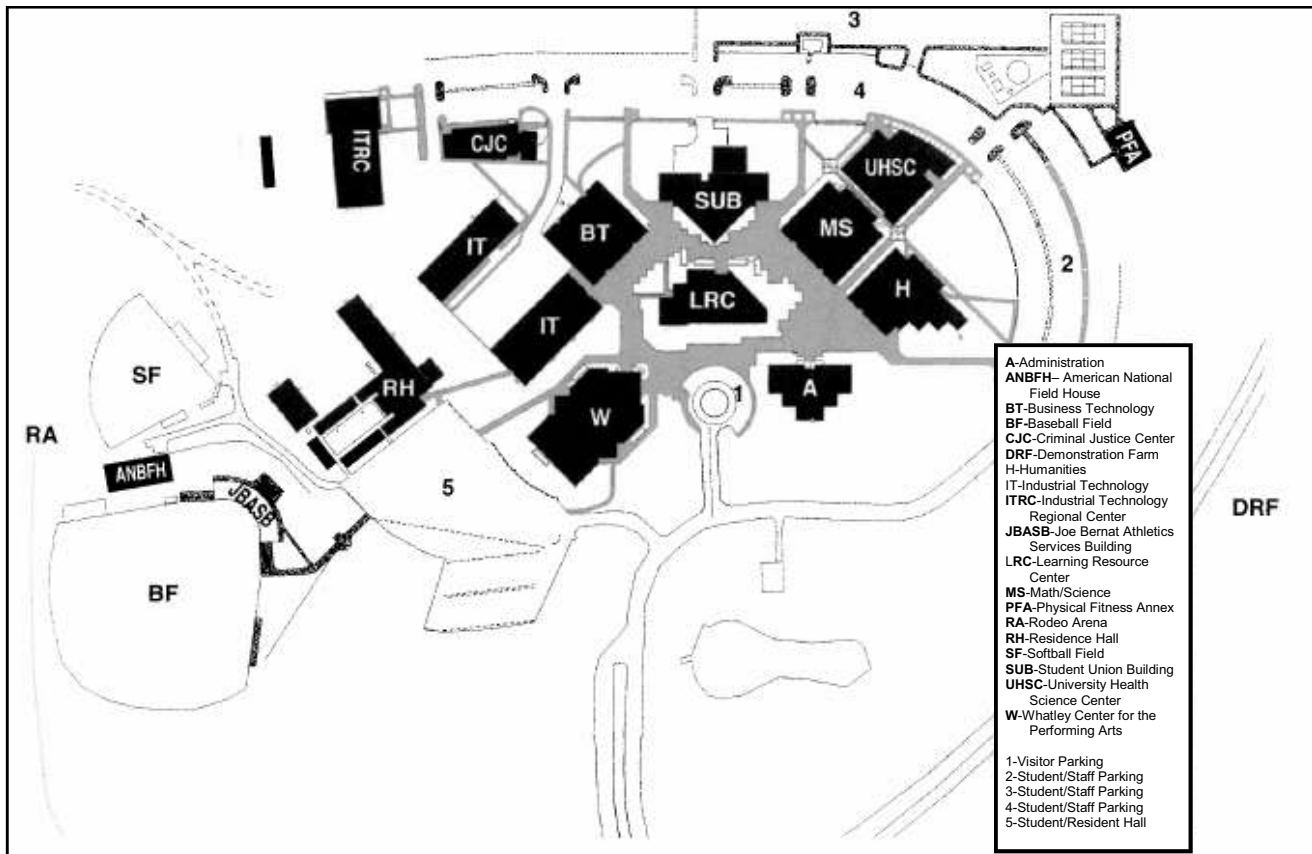 3
4
ITRC
CJC
PFA
UHSC
SUB
IT
BT
MS
2
H
LRC
IT
SF
RH
1
A
RA
W
ANBFH
JBASB
5
BF
DRF
A-Administration
ANBFH– American National
Field House
BT-Business Technology
BF-Baseball Field
CJC-Criminal Justice Center
DRF-Demonstration Farm
H-Humanities
IT-Industrial Technology
ITRC-Industrial Technology
Regional Center
JBASB-Joe Bernat Athletics
Services Building
LRC-Learning Resource
Center
MS-Math/Science
PFA-Physical Fitness Annex
RA-Rodeo Arena
RH-Residence Hall
SF-Softball Field
SUB-Student Union Building
UHSC-University Health
Science Center
W-Whatley Center for the
Performing Arts
1-Visitor Parking
2-Student/Staff Parking
3-Student/Staff Parking
4-Student/Staff Parking
5-Student/Resident Hall